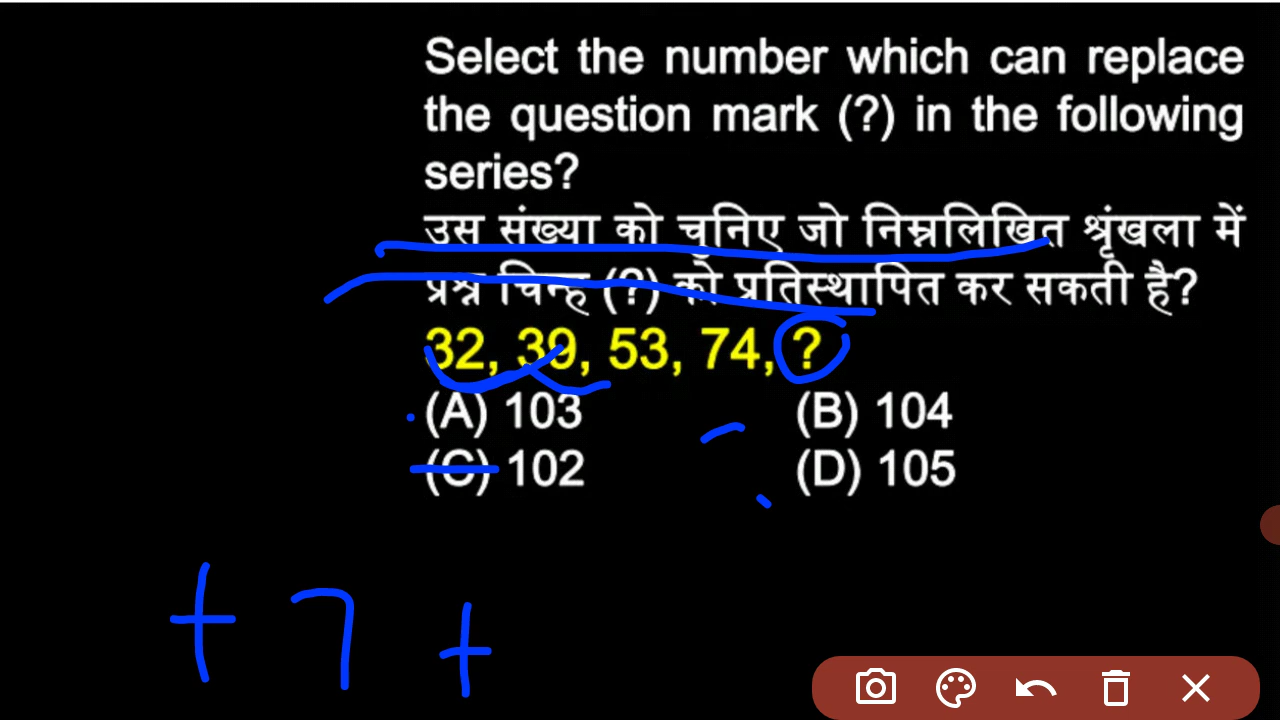 Select the number which can replace
the question mark (?) in the following
series?
उस संख्या को चुनिए जो निम्नलिखित श्रृंखला में
प्रश्न चिन्ह (?) को प्रतिस्थापित कर सकती है?
32, 39, 53, 74, ?
(A) 103 (B) 104
(C) 102 (D) 105
+ 7 +